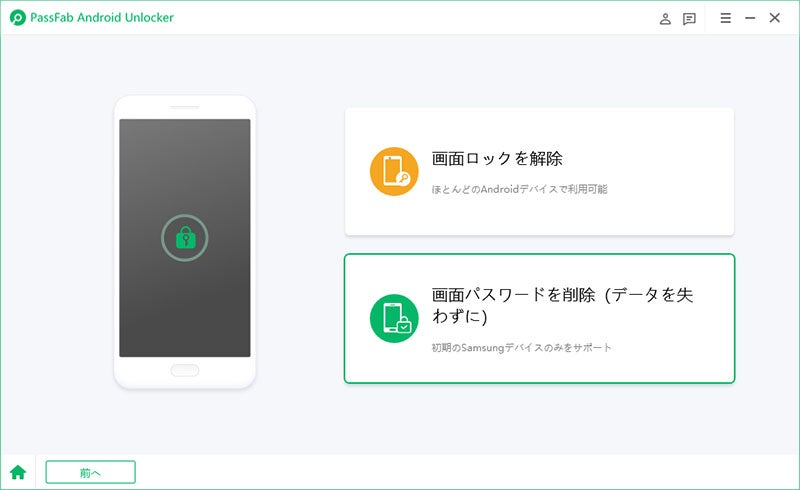 PassFab Android Unlocker
画面ロックを解除
ほとんどのAndroidデバイスで利用可能
画面パスワードを削除 (データを失
わずに)
初期のSamsungデバイスのみをサポート
前へ